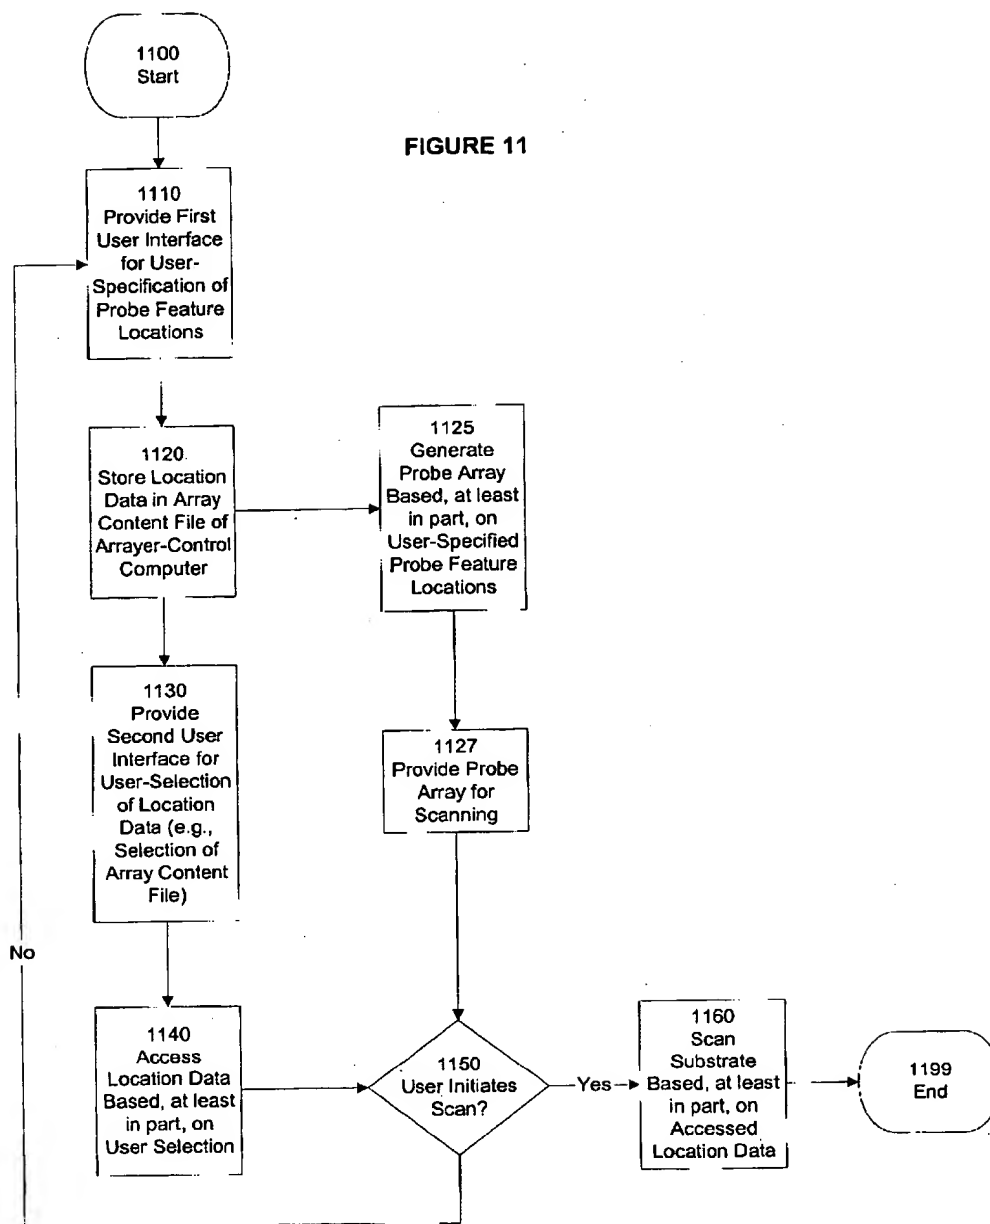 1100
Start
FIGURE 11
1110
Provide First
User Interface
for User-
Specification of
Probe Feature
Locations
1120
Store Location
Data in Array
Content File of
Arrayer-Control
Computer
1125
Generate
Probe Array
Based, at least
in part, on
User-Specified
Probe Feature
Locations
1130
Provide
Second User
Interface for
User-Selection
of Location
Data (e.g.,
Selection of
Array Content
File)
1127
Provide Probe
Array for
Scanning
No
1140
Access
Location Data
Based, at least
in part, on
User Selection
1150
User Initiates
Scan?
Yes
1160
Scan
Substrate
Based, at least
in part, on
Accessed
Location Data
1199
End